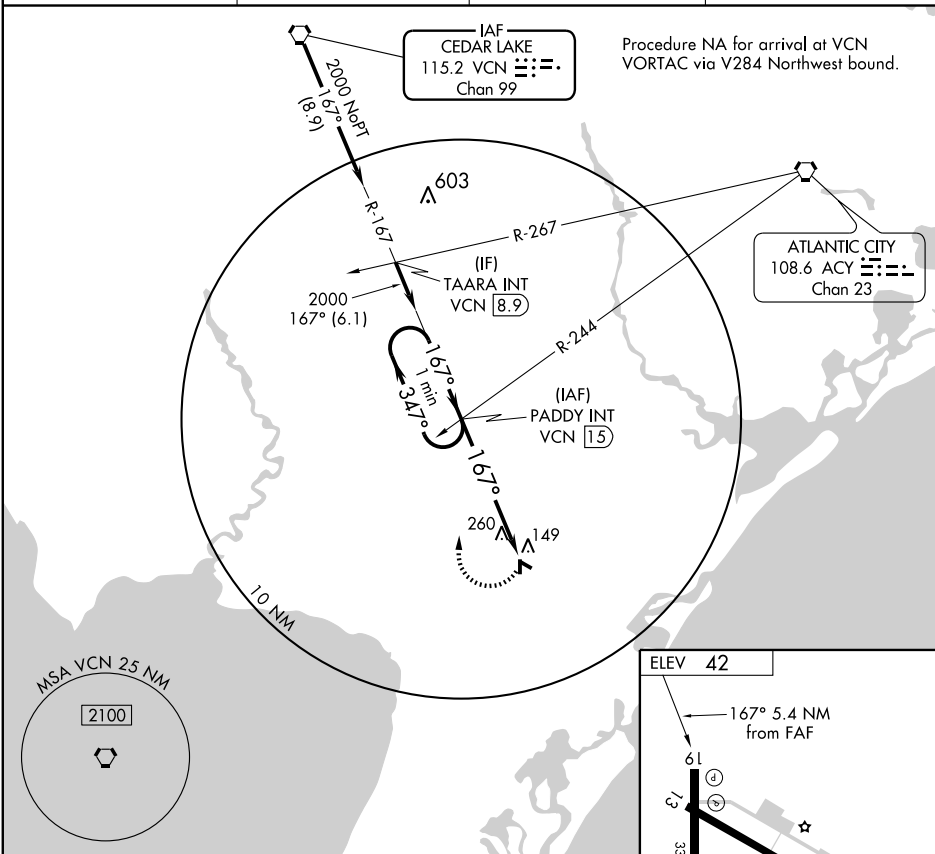 IAF
CEDAR LAKE
115.2 VCN
Chan 99
Procedure NA for arrival at VCN
VORTAC via V284 Northwest bound.
2000 NoPT
167°
(8.9)
603
R-167
R-267
ATLANTIC CITY
108.6 ACY
Chan 23
(IF)
TAARA INT
VCN 8.9
2000
167° (6.1)
R-244
167°
1 min
347°
(IAF)
PADDY INT
VCN 15
167°
260
149
10 NM
MSA VCN 25 NM
2100
ELEV 42
167° 5.4 NM
from FAF
19
P
13
P
33